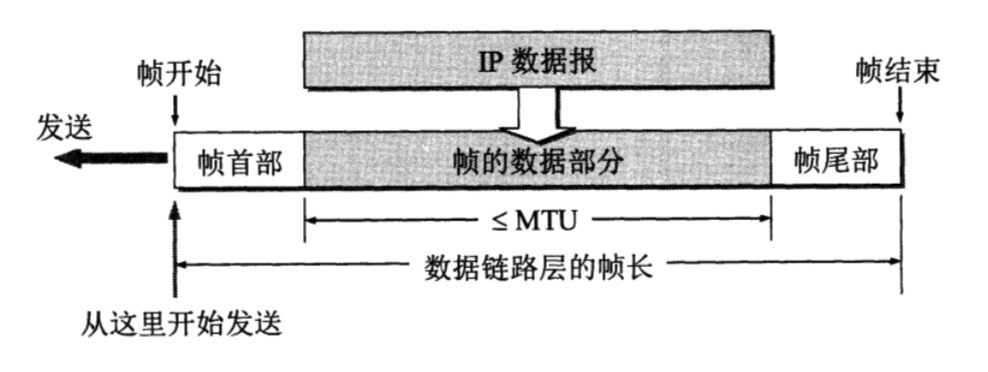 IP 数据报
帧开始
帧结束
发送
帧首部
帧的数据部分
帧尾部
≤ MTU
数据链路层的帧长
从这里开始发送